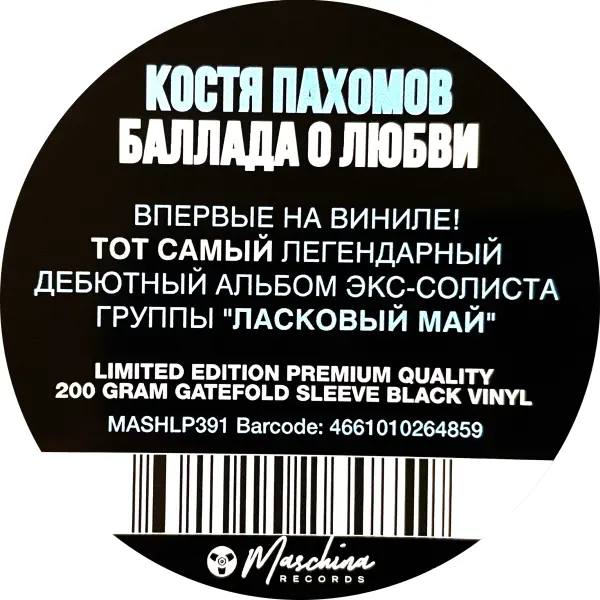 КОСТЯ ПАХОМОВ
БАЛЛАДА О ЛЮБВИ
ВПЕРВЫЕ НА ВИНИЛЕ!
ТОТ САМЫЙ ЛЕГЕНДАРНЫЙ
ДЕБЮТНЫЙ АЛЬБОМ ЭКС-СОЛИСТА
ГРУППЫ "ЛАСКОВЫЙ МАЙ"
LIMITED EDITION PREMIUM QUALITY
200 GRAM GATEFOLD SLEEVE BLACK VINYL
MASHLP391 Barcode: 4661010264859
Maschina
RECORDS